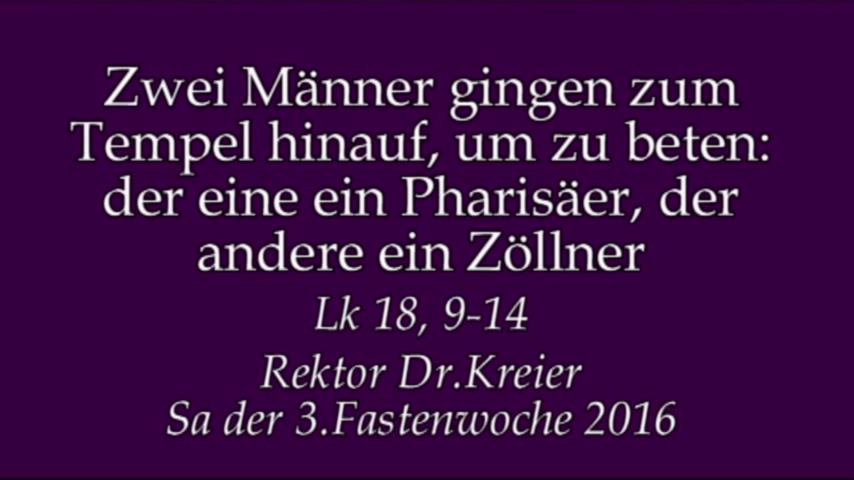 Zwei Männer gingen zum
Tempel hinauf, um zu beten:
der eine ein Pharisäer, der
andere ein Zöllner
Lk 18, 9-14
Rektor Dr.Kreier
Sa der 3.Fastenwoche 2016